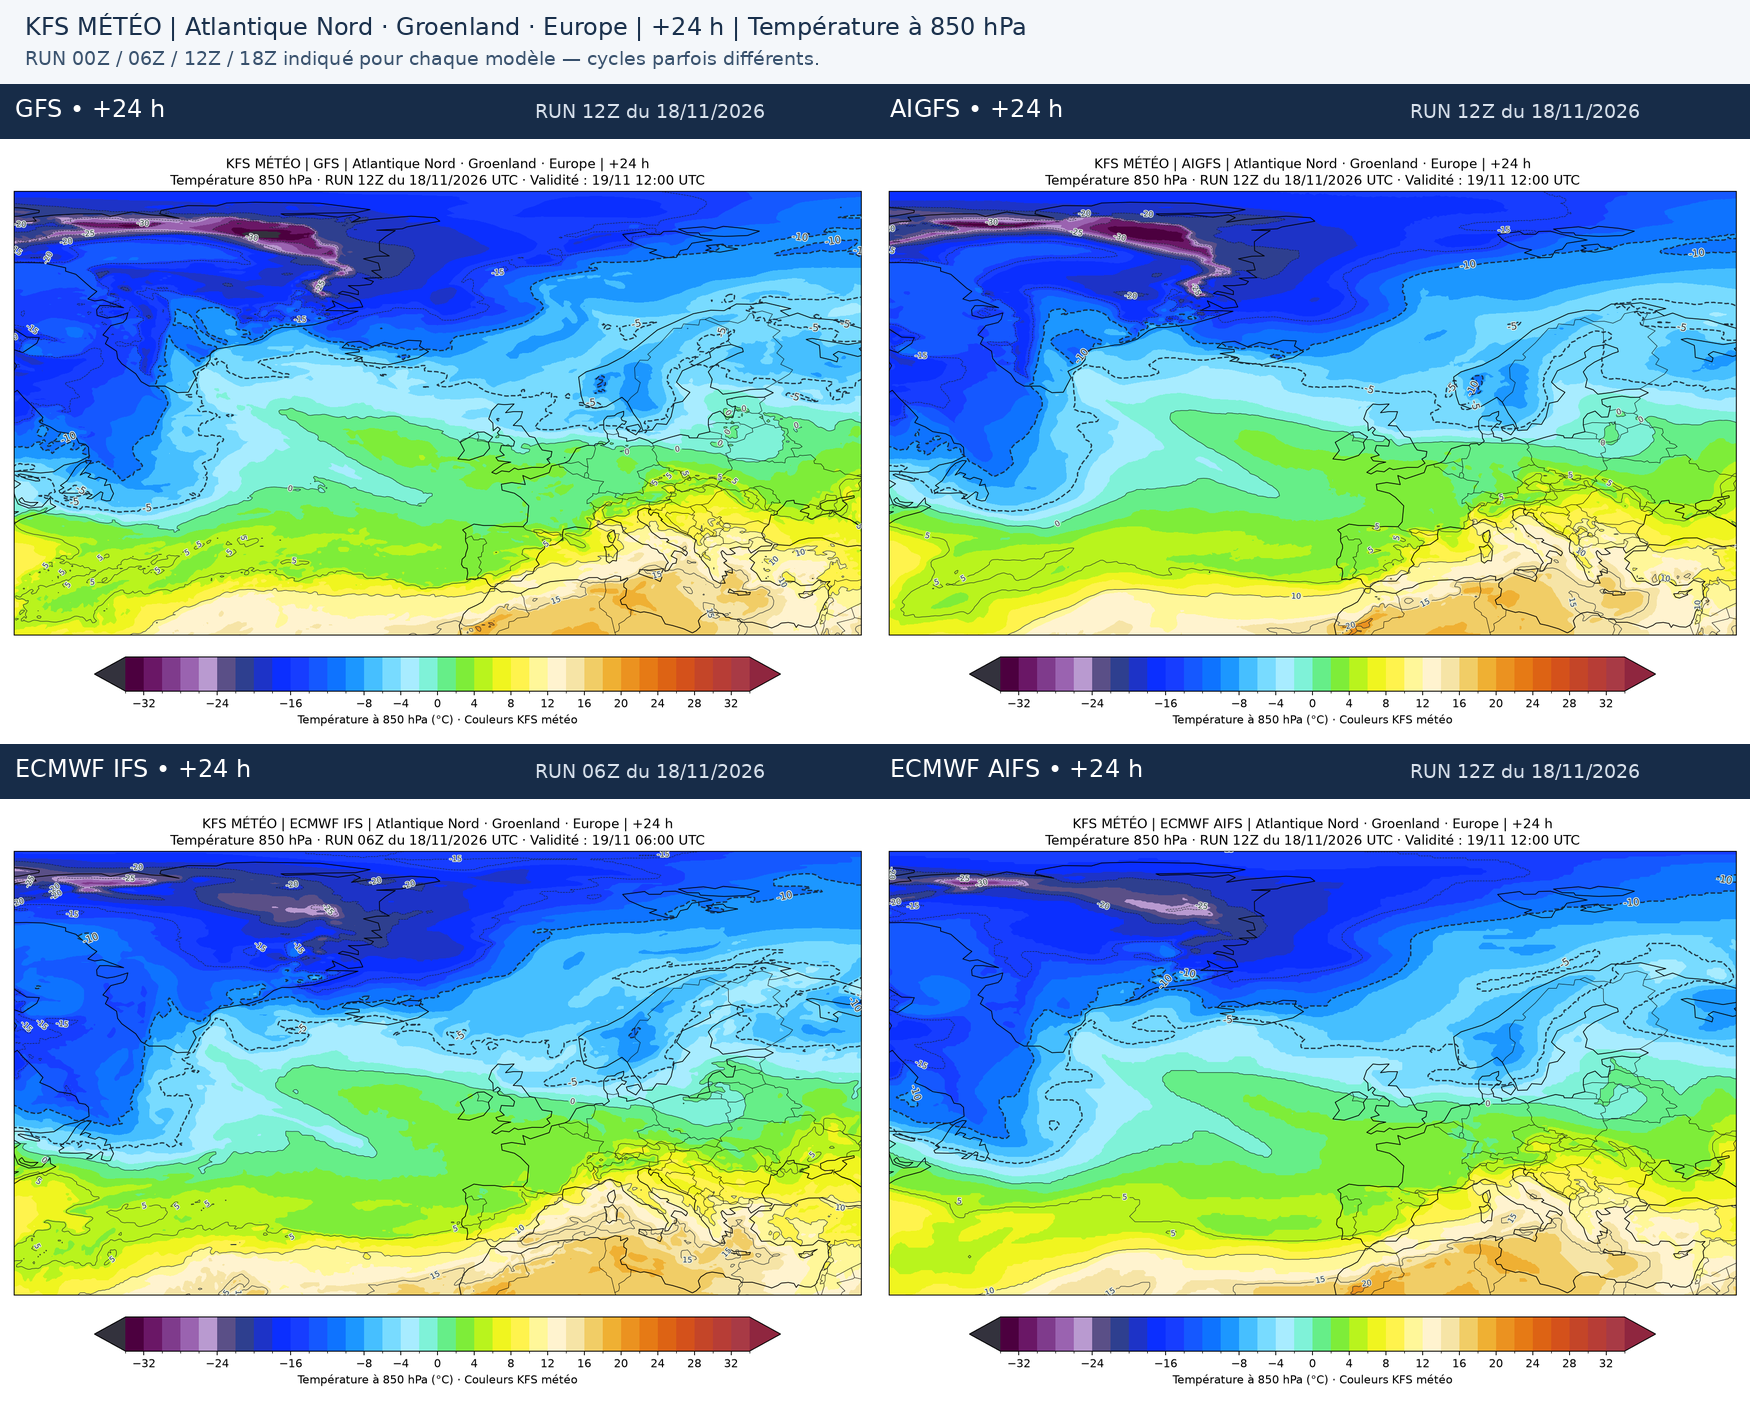 KFS MÉTÉO | Atlantique Nord · Groenland · Europe | +24 h | Température à 850 hPa
RUN 00Z / 06Z / 12Z / 18Z indiqué pour chaque modèle — cycles parfois différents.
GFS • +24 h RUN 12Z du 18/11/2026
KFS MÉTÉO | GFS | Atlantique Nord · Groenland · Europe | +24 h
Température 850 hPa · RUN 12Z du 18/11/2026 UTC · Validité : 19/11 12:00 UTC
−32 −24 −16 −8 −4 0 4 8 12 16 20 24 28 32
Température à 850 hPa (°C) · Couleurs KFS météo
AIGFS • +24 h RUN 12Z du 18/11/2026
KFS MÉTÉO | AIGFS | Atlantique Nord · Groenland · Europe | +24 h
Température 850 hPa · RUN 12Z du 18/11/2026 UTC · Validité : 19/11 12:00 UTC
−32 −24 −16 −8 −4 0 4 8 12 16 20 24 28 32
Température à 850 hPa (°C) · Couleurs KFS météo
ECMWF IFS • +24 h RUN 06Z du 18/11/2026
KFS MÉTÉO | ECMWF IFS | Atlantique Nord · Groenland · Europe | +24 h
Température 850 hPa · RUN 06Z du 18/11/2026 UTC · Validité : 19/11 06:00 UTC
−32 −24 −16 −8 −4 0 4 8 12 16 20 24 28 32
Température à 850 hPa (°C) · Couleurs KFS météo
ECMWF AIFS • +24 h RUN 12Z du 18/11/2026
KFS MÉTÉO | ECMWF AIFS | Atlantique Nord · Groenland · Europe | +24 h
Température 850 hPa · RUN 12Z du 18/11/2026 UTC · Validité : 19/11 12:00 UTC
−32 −24 −16 −8 −4 0 4 8 12 16 20 24 28 32
Température à 850 hPa (°C) · Couleurs KFS météo